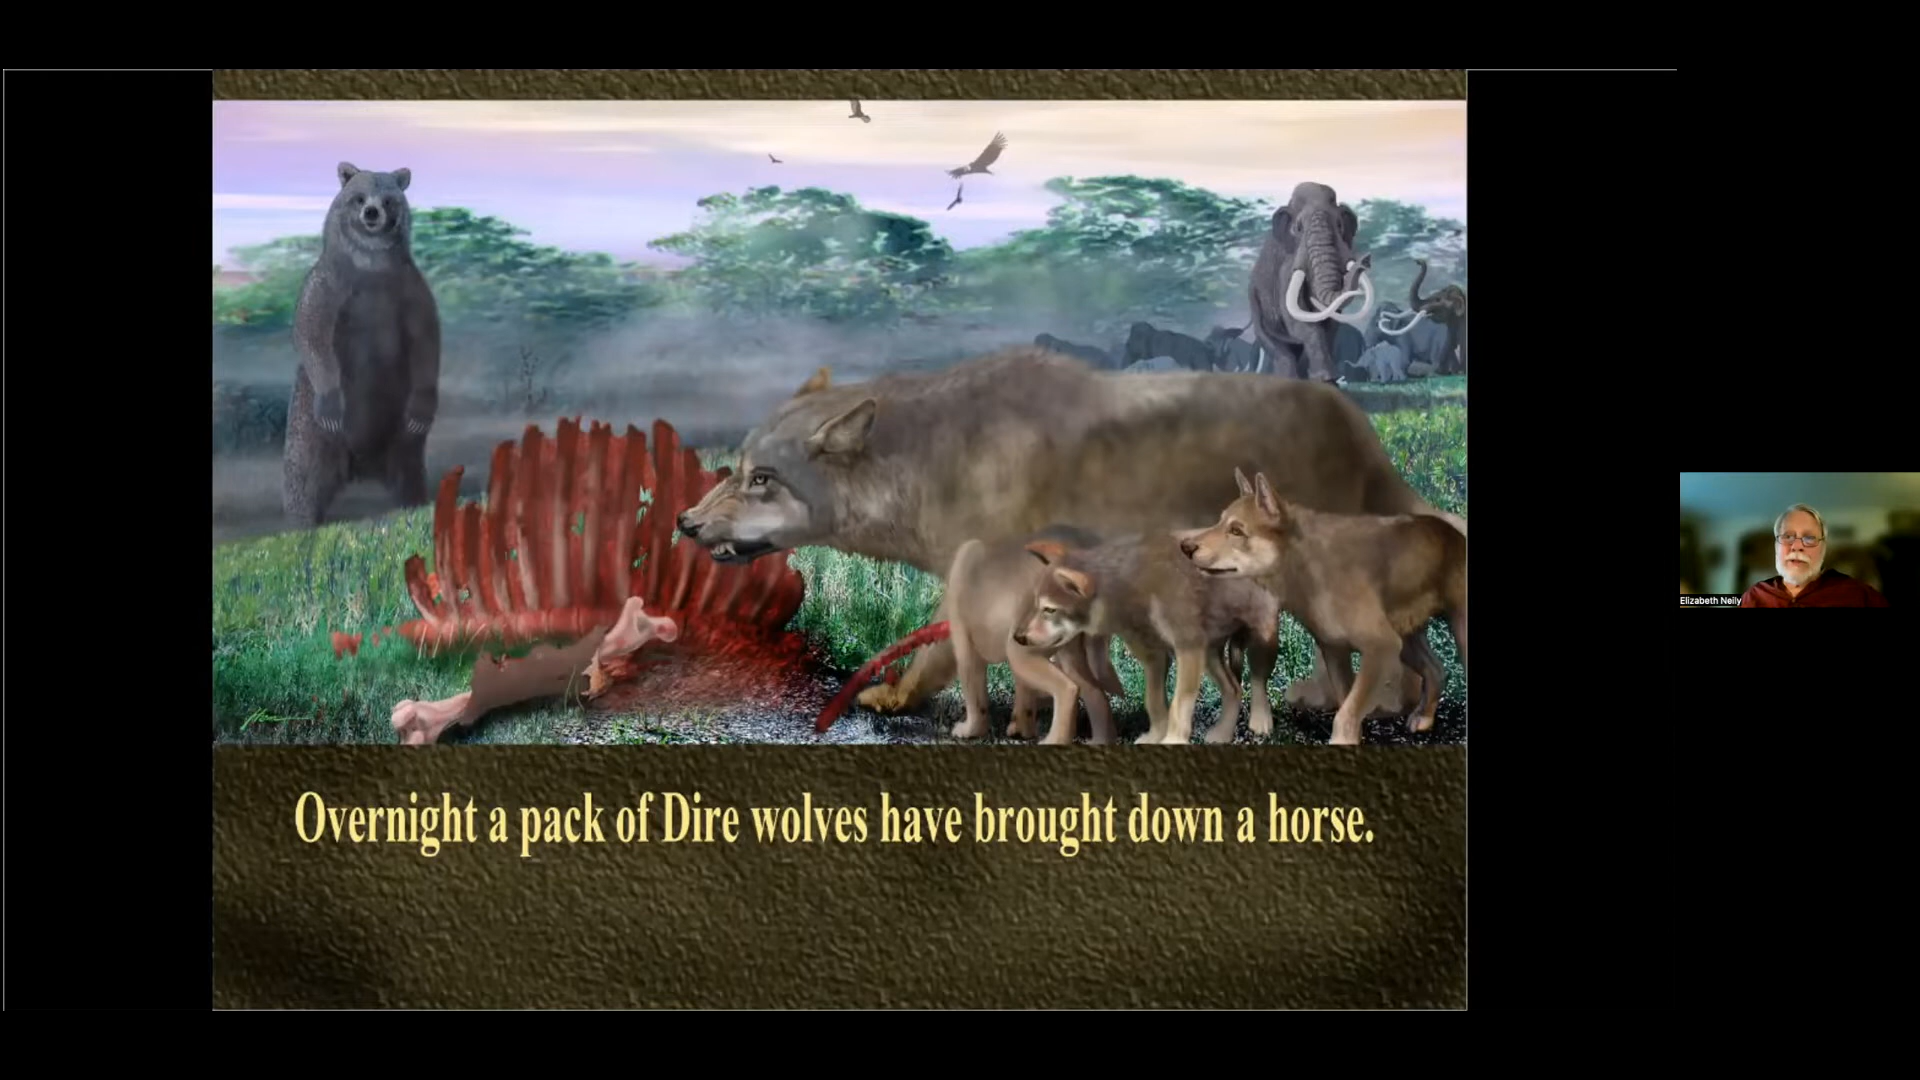 Overnight a pack of Dire wolves have brought down a horse.
Elizabeth Neily